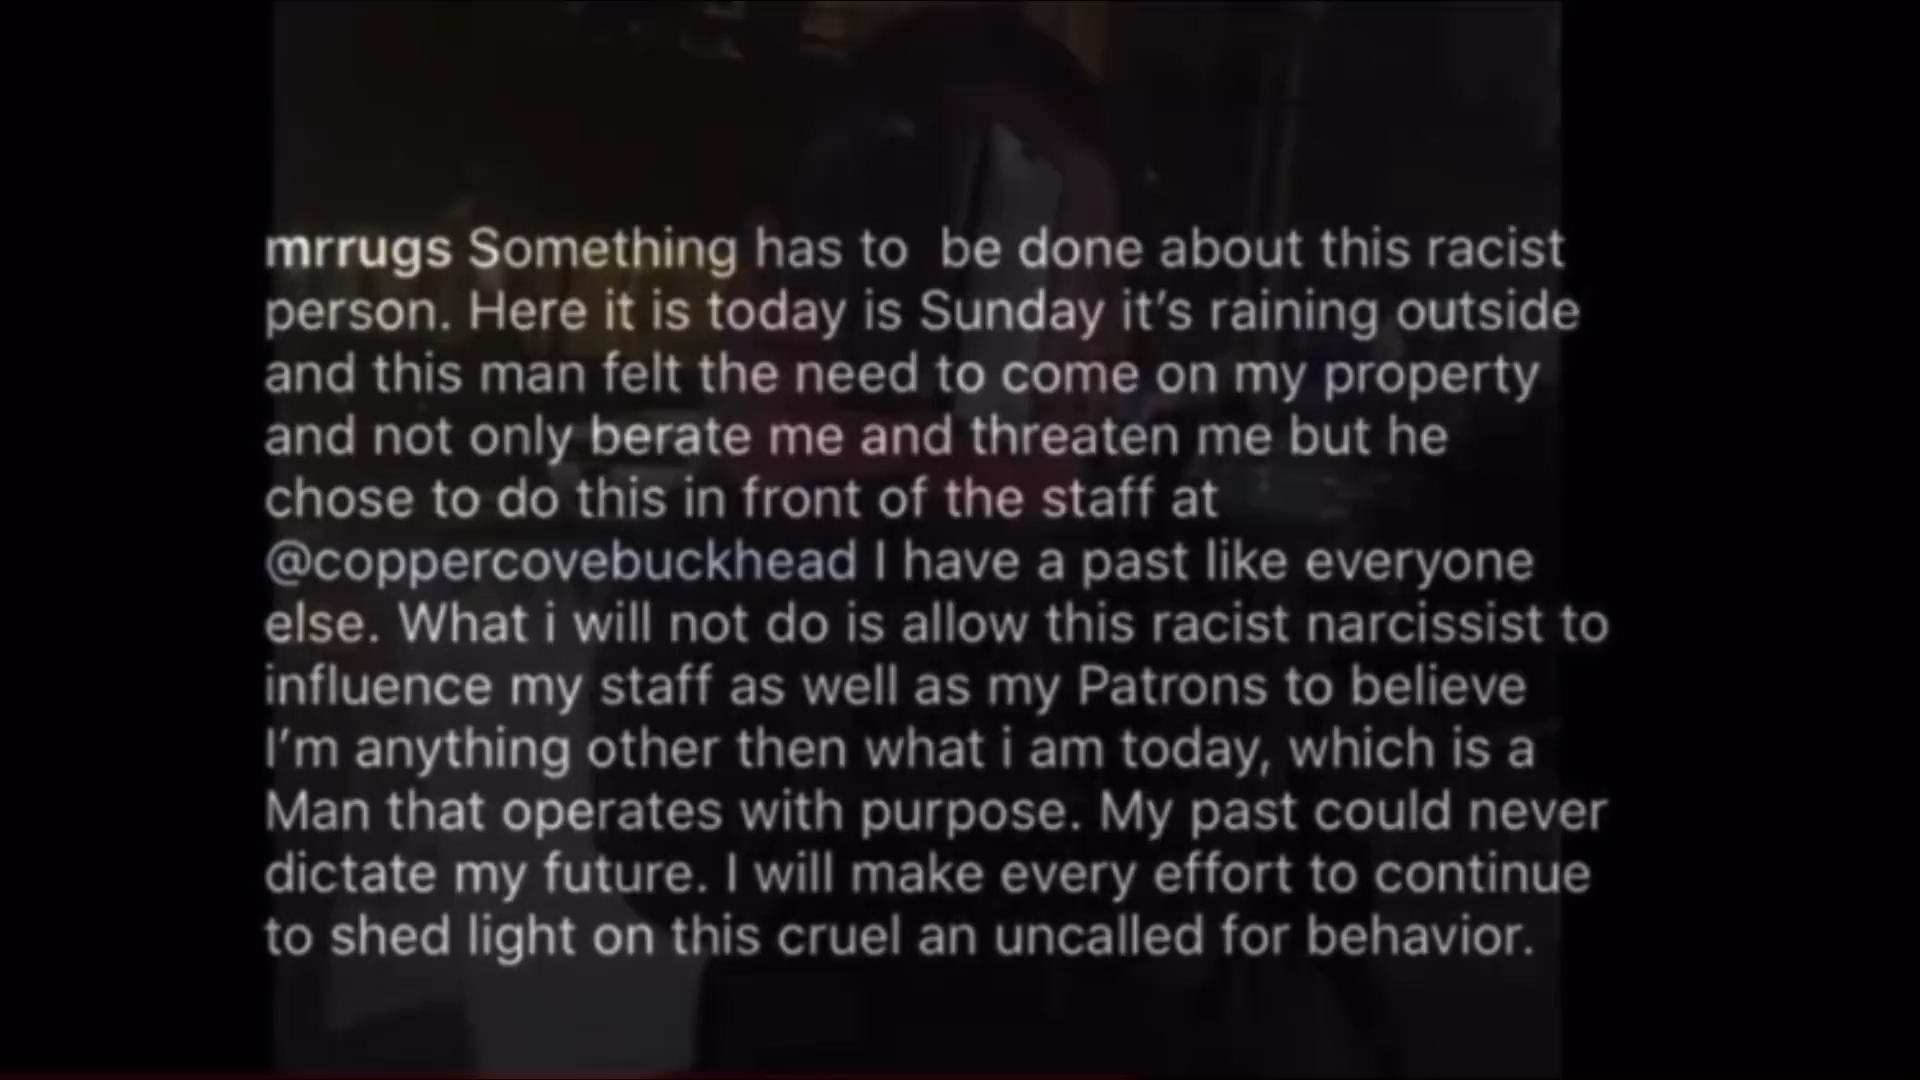 mrrugs Something has to  be done about this racist
person. Here it is today is Sunday it’s raining outside
and this man felt the need to come on my property
and not only berate me and threaten me but he
chose to do this in front of the staff at
@coppercovebuckhead I have a past like everyone
else. What i will not do is allow this racist narcissist to
influence my staff as well as my Patrons to believe
I’m anything other then what i am today, which is a
Man that operates with purpose. My past could never
dictate my future. I will make every effort to continue
to shed light on this cruel an uncalled for behavior.